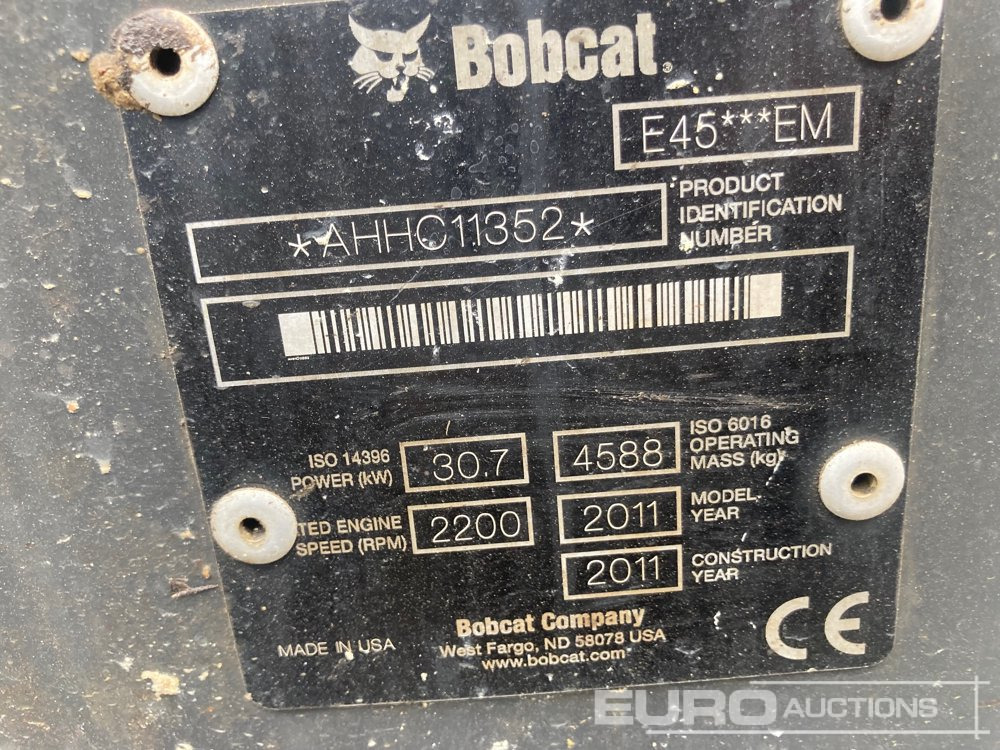 Bobcat®
E45***EM
*AHHC11352*
PRODUCT
IDENTIFICATION
NUMBER
ISO 14396
POWER (kW)
30.7
4588
ISO 6016
OPERATING
MASS (kg)
TED ENGINE
SPEED (RPM)
2200
2011
MODEL
YEAR
2011
CONSTRUCTION
YEAR
MADE IN USA
Bobcat Company
West Fargo, ND 58078 USA
www.bobcat.com
CE
EURO AUCTIONS